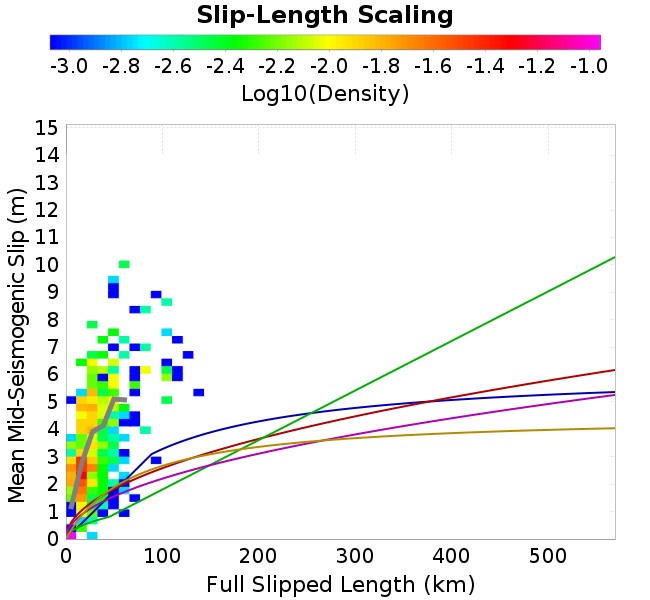 Slip-Length Scaling
-3.0 -2.8 -2.6 -2.4 -2.2 -2.0 -1.8 -1.6 -1.4 -1.2 -1.0
Log10(Density)
Mean Mid-Seismogenic Slip (m)
15
14
13
12
11
10
9
8
7
6
5
4
3
2
1
0
0 100 200 300 400 500
Full Slipped Length (km)